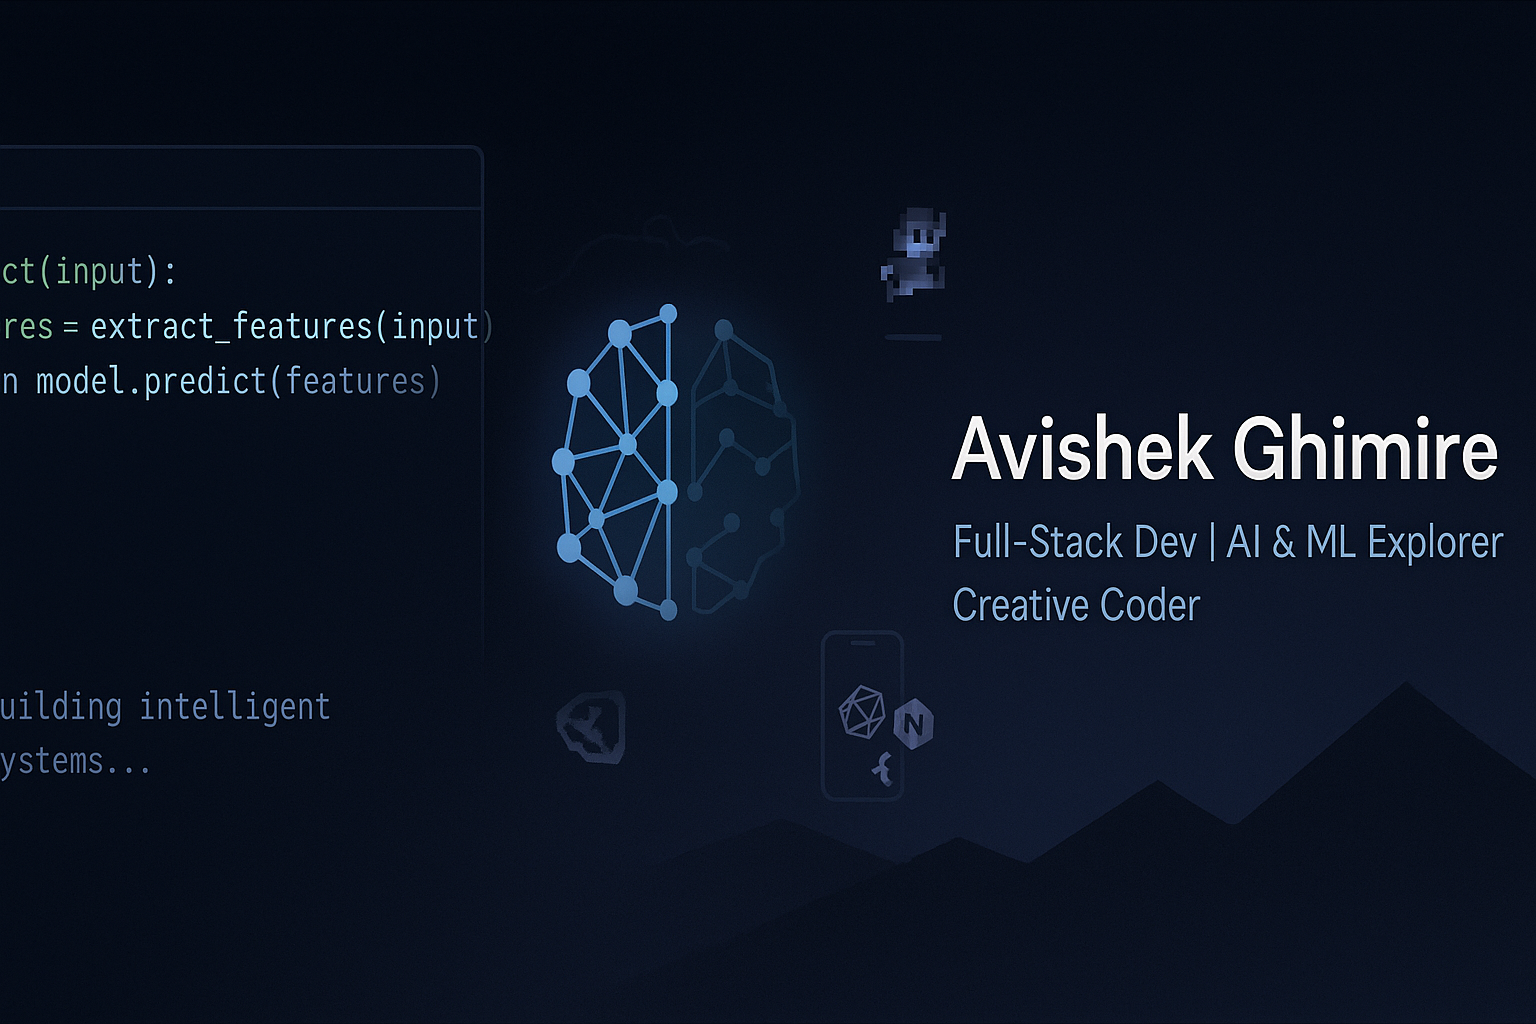 ct(input):
res = extract_features(input)
n model.predict(features)
uilding intelligent
ystems...
N
Avishek Ghimire
Full-Stack Dev | AI & ML Explorer
Creative Coder